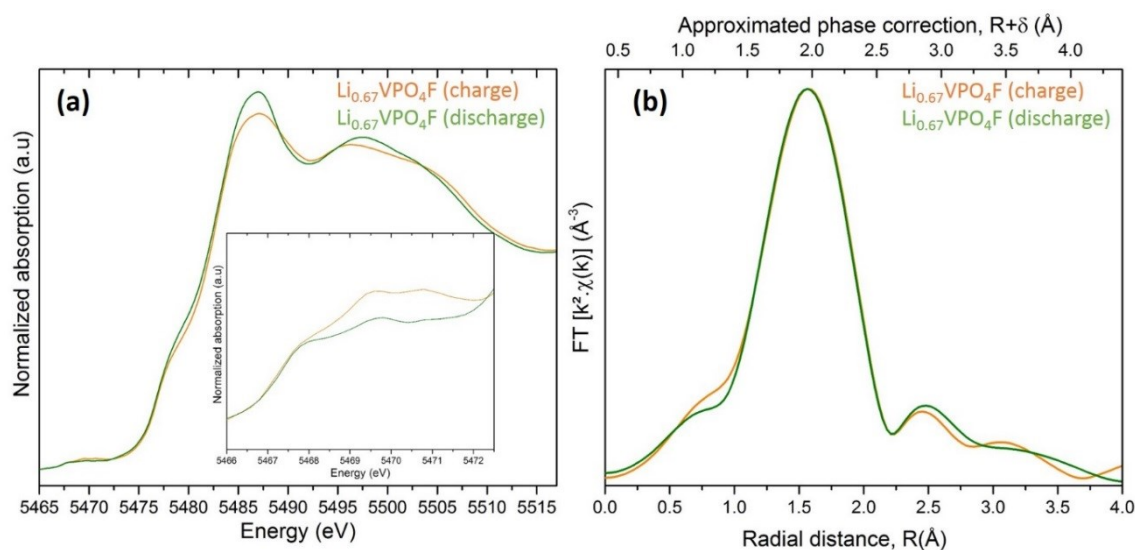 (a)
Li0.67VPO4F (charge)
Li0.67VPO4F (discharge)
Normalized absorption (a.u)
Normalized absorption (a.u)
5466 5467 5468 5469 5470 5471 5472
Energy (eV)
5465 5470 5475 5480 5485 5490 5495 5500 5505 5510 5515
Energy (eV)
Approximated phase correction, R+δ (Å)
0.5 1.0 1.5 2.0 2.5 3.0 3.5 4.0
(b)
Li0.67VPO4F (charge)
Li0.67VPO4F (discharge)
FT [k².χ(k)] (Å⁻³)
0.0 0.5 1.0 1.5 2.0 2.5 3.0 3.5 4.0
Radial distance, R(Å)